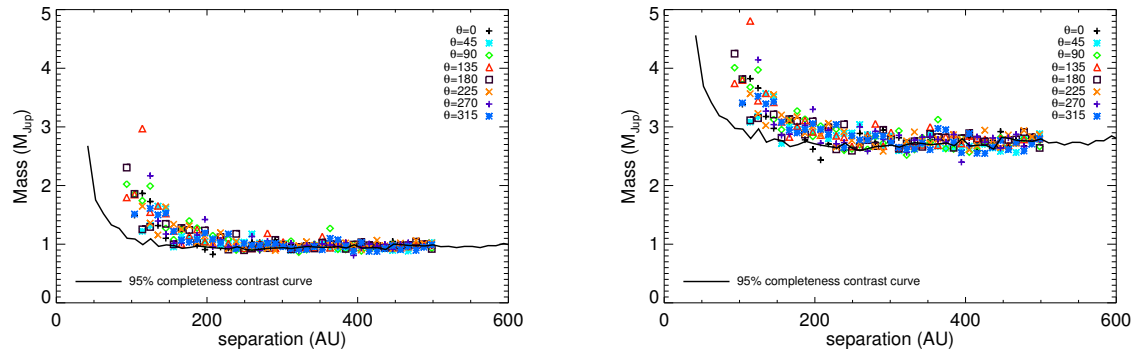 5
4
3
2
1
0
Mass (M_Jup)
θ=0
θ=45
θ=90
θ=135
θ=180
θ=225
θ=270
θ=315
95% completeness contrast curve
0 200 400 600
separation (AU)
5
4
3
2
1
0
Mass (M_Jup)
θ=0
θ=45
θ=90
θ=135
θ=180
θ=225
θ=270
θ=315
95% completeness contrast curve
0 200 400 600
separation (AU)